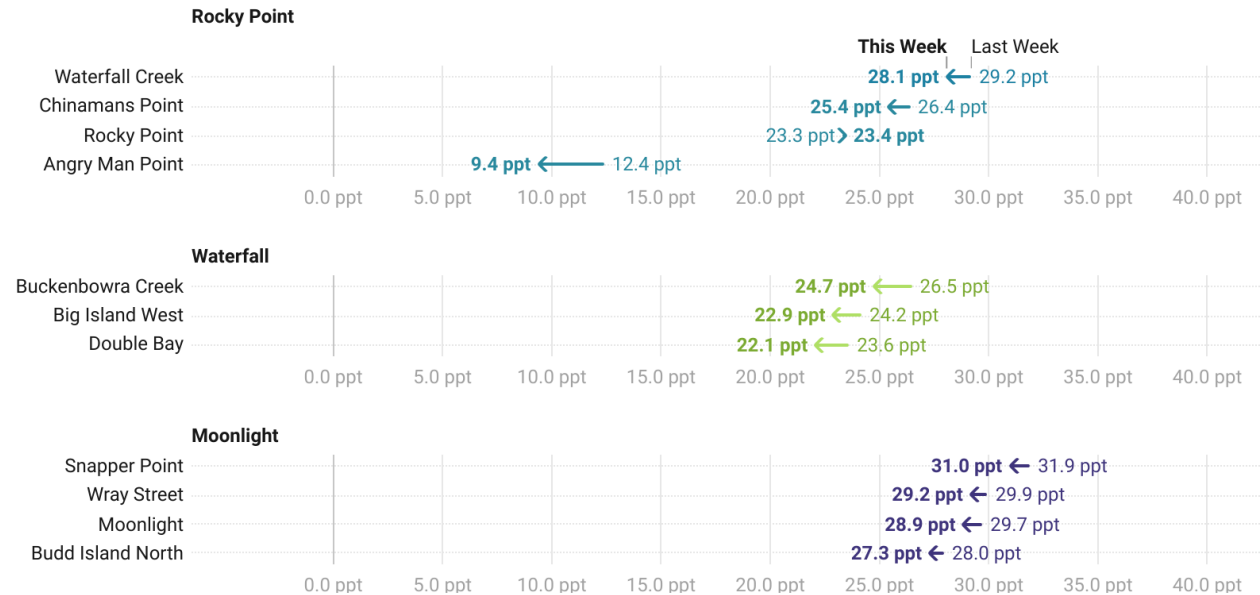 Rocky Point
This Week Last Week
Waterfall Creek 28.1 ppt 29.2 ppt
Chinamans Point 25.4 ppt 26.4 ppt
Rocky Point 23.3 ppt 23.4 ppt
Angry Man Point 9.4 ppt 12.4 ppt
0.0 ppt 5.0 ppt 10.0 ppt 15.0 ppt 20.0 ppt 25.0 ppt 30.0 ppt 35.0 ppt 40.0 ppt
Waterfall
Buckenbowra Creek 24.7 ppt 26.5 ppt
Big Island West 22.9 ppt 24.2 ppt
Double Bay 22.1 ppt 23.6 ppt
0.0 ppt 5.0 ppt 10.0 ppt 15.0 ppt 20.0 ppt 25.0 ppt 30.0 ppt 35.0 ppt 40.0 ppt
Moonlight
Snapper Point 31.0 ppt 31.9 ppt
Wray Street 29.2 ppt 29.9 ppt
Moonlight 28.9 ppt 29.7 ppt
Budd Island North 27.3 ppt 28.0 ppt
0.0 ppt 5.0 ppt 10.0 ppt 15.0 ppt 20.0 ppt 25.0 ppt 30.0 ppt 35.0 ppt 40.0 ppt